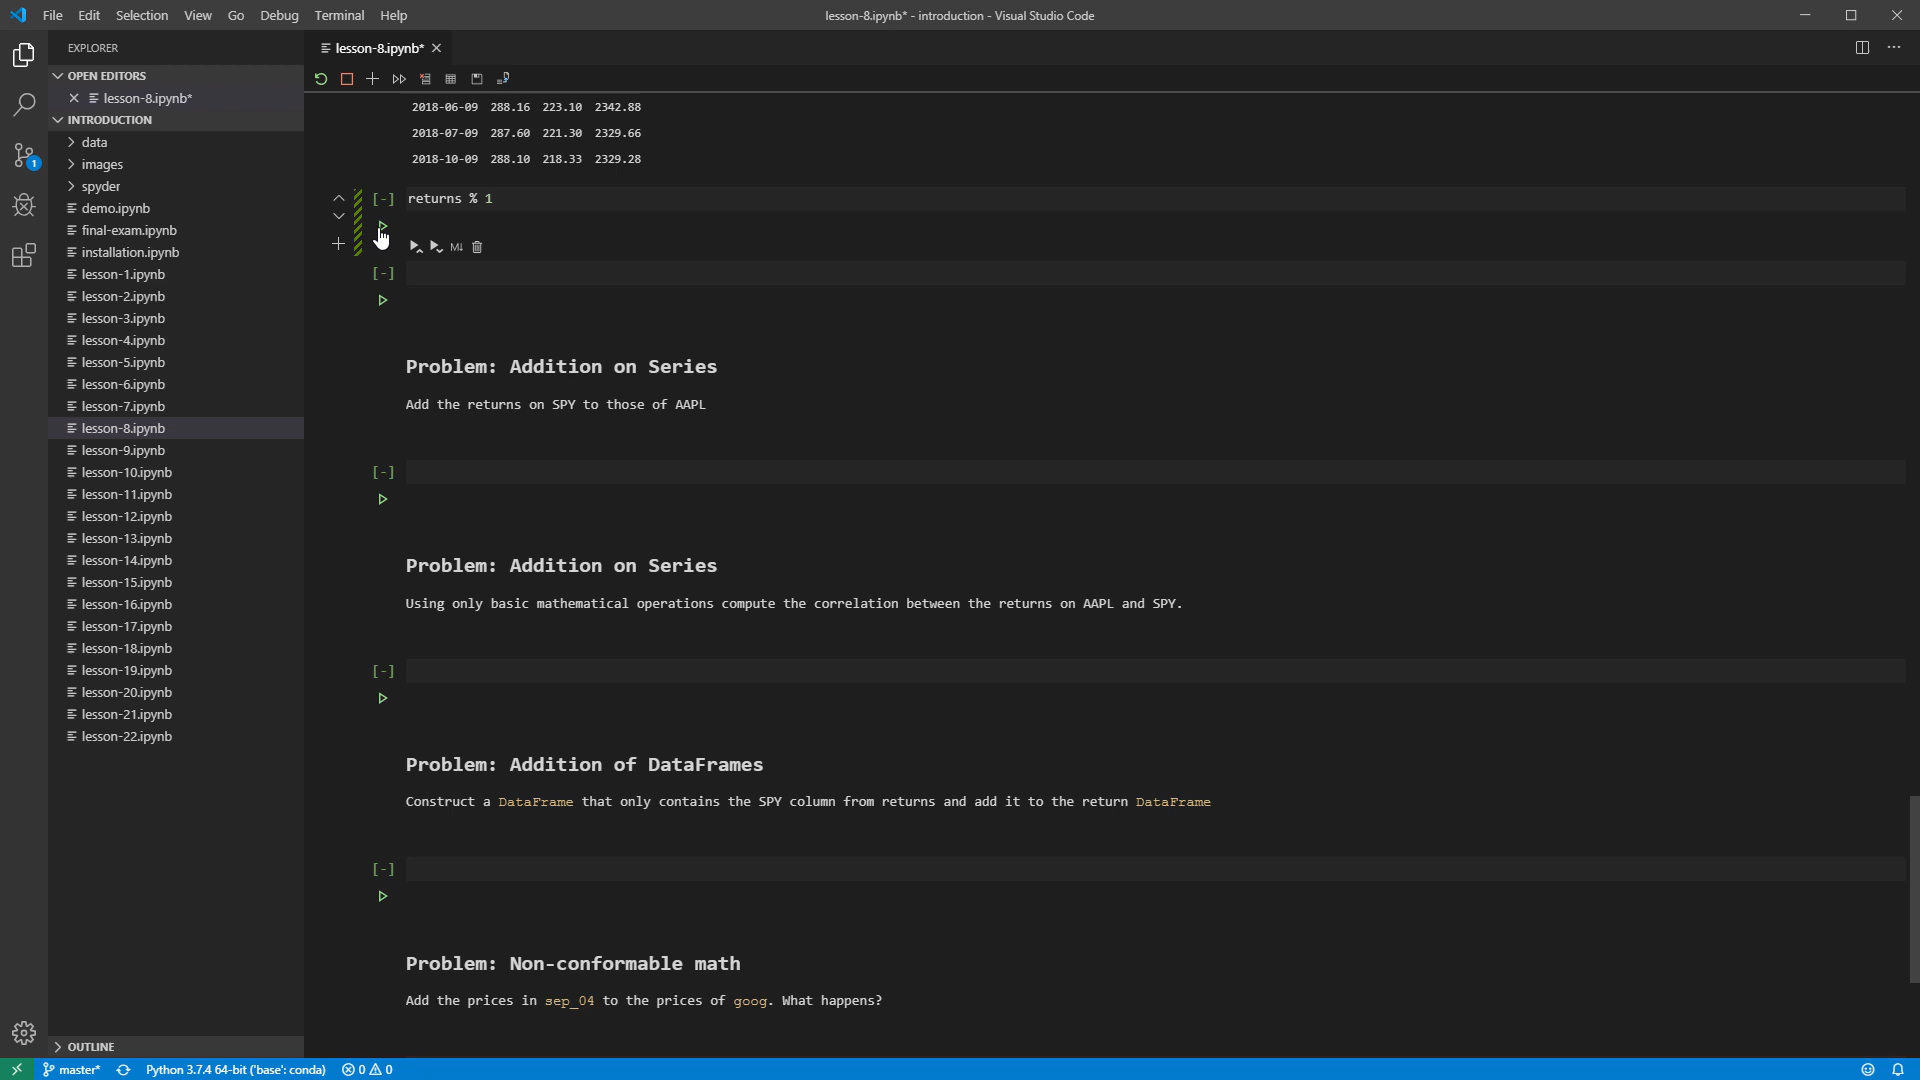 File Edit Selection View Go Debug Terminal Help
lesson-8.ipynb* - introduction - Visual Studio Code
EXPLORER
OPEN EDITORS
lesson-8.ipynb*
INTRODUCTION
data
images
spyder
demo.ipynb
final-exam.ipynb
installation.ipynb
lesson-1.ipynb
lesson-2.ipynb
lesson-3.ipynb
lesson-4.ipynb
lesson-5.ipynb
lesson-6.ipynb
lesson-7.ipynb
lesson-8.ipynb
lesson-9.ipynb
lesson-10.ipynb
lesson-11.ipynb
lesson-12.ipynb
lesson-13.ipynb
lesson-14.ipynb
lesson-15.ipynb
lesson-16.ipynb
lesson-17.ipynb
lesson-18.ipynb
lesson-19.ipynb
lesson-20.ipynb
lesson-21.ipynb
lesson-22.ipynb
OUTLINE
1
lesson-8.ipynb*
2018-06-09 288.16 223.10 2342.88
2018-07-09 287.60 221.30 2329.66
2018-10-09 288.10 218.33 2329.28
[-] returns % 1
M↓
[-]
Problem: Addition on Series
Add the returns on SPY to those of AAPL
[-]
Problem: Addition on Series
Using only basic mathematical operations compute the correlation between the returns on AAPL and SPY.
[-]
Problem: Addition of DataFrames
Construct a DataFrame that only contains the SPY column from returns and add it to the return DataFrame
[-]
Problem: Non-conformable math
Add the prices in sep_04 to the prices of goog. What happens?
master* Python 3.7.4 64-bit ('base': conda) 0 0